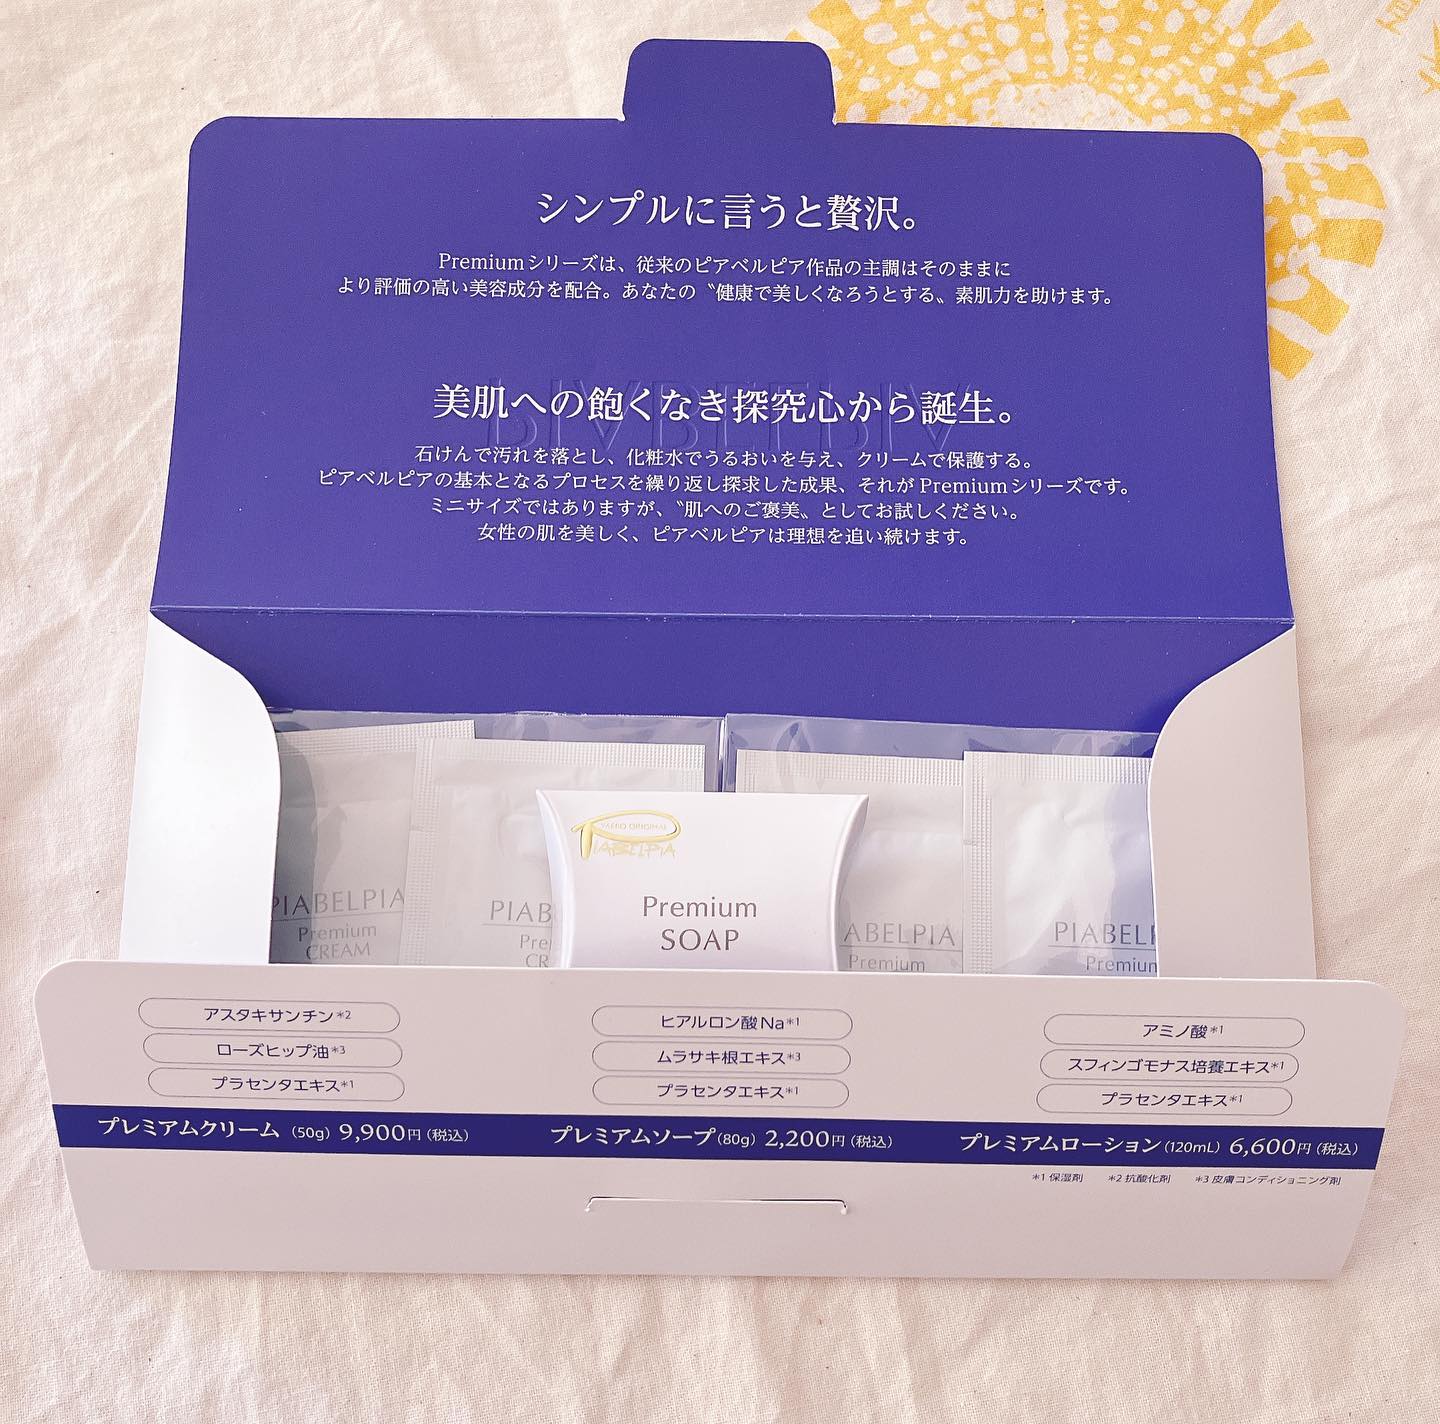 シンプルに言うと贅沢。
Premiumシリーズは、従来のピアベルピア作品の主調はそのままに
より評価の高い美容成分を配合。あなたの〝健康で美しくなろうとする〟素肌力を助けます。
PIABELPIA
美肌への飽くなき探究心から誕生。
石けんで汚れを落とし、化粧水でうるおいを与え、クリームで保護する。
ピアベルピアの基本となるプロセスを繰り返し探求した成果、それがPremiumシリーズです。
ミニサイズではありますが、〝肌へのご褒美〟としてお試しください。
女性の肌を美しく、ピアベルピアは理想を追い続けます。
PIABELPIA
Premium
CREAM
PIAB
Pre
CR
YAEKO ORIGINAL
PIABELPIA
Premium
SOAP
ABELPIA
Premium
PIABELP
Premium
アスタキサンチン*2
ローズヒップ油*3
プラセンタエキス*1
プレミアムクリーム (50g) 9,900円(税込)
ヒアルロン酸Na*1
ムラサキ根エキス*3
プラセンタエキス*1
プレミアムソープ(80g) 2,200円(税込)
アミノ酸*1
スフィンゴモナス培養エキス*1
プラセンタエキス*1
プレミアムローション(120mL) 6,600円(税込)
*1 保湿剤 *2 抗酸化剤 *3 皮膚コンディショニング剤